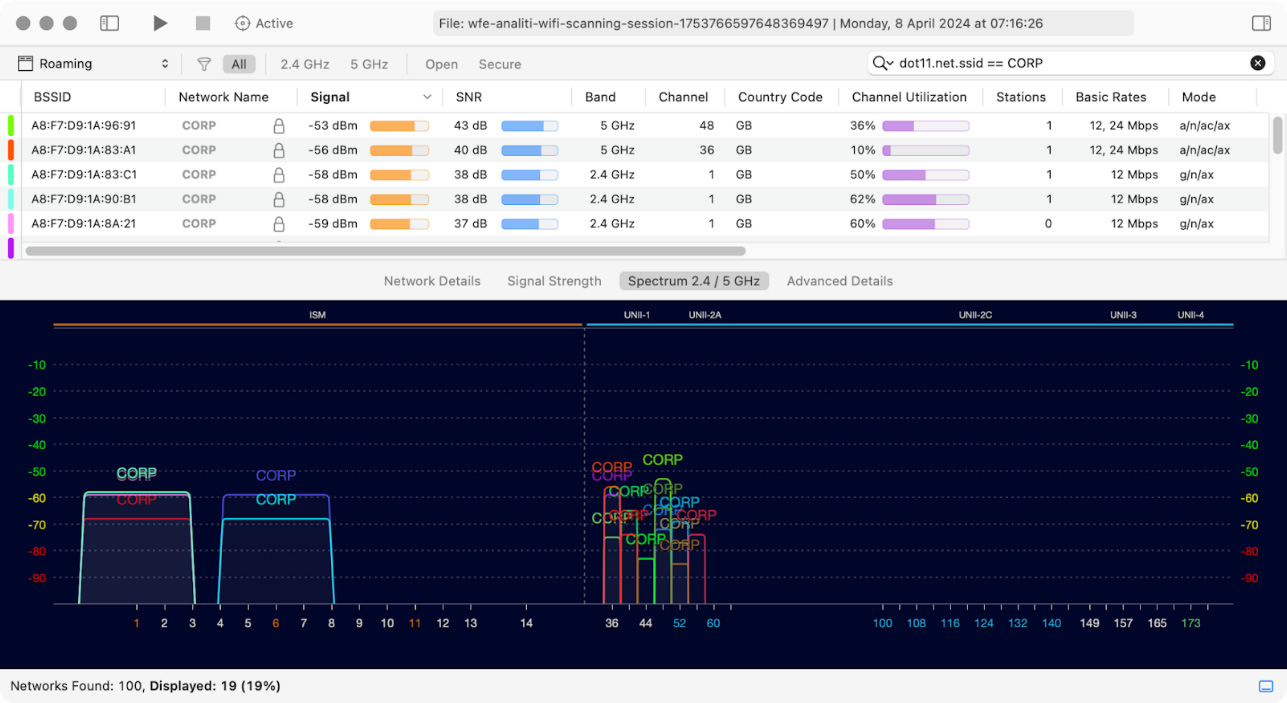 Active
File: wfe-analiti-wifi-scanning-session-1753766597648369497 | Monday, 8 April 2024 at 07:16:26
Roaming All 2.4 GHz 5 GHz Open Secure dot11.net.ssid == CORP
BSSID Network Name Signal SNR Band Channel Country Code Channel Utilization Stations Basic Rates Mode
A8:F7:D9:1A:96:91 CORP -53 dBm 43 dB 5 GHz 48 GB 36% 1 12, 24 Mbps a/n/ac/ax
A8:F7:D9:1A:83:A1 CORP -56 dBm 40 dB 5 GHz 36 GB 10% 1 12, 24 Mbps a/n/ac/ax
A8:F7:D9:1A:83:C1 CORP -58 dBm 38 dB 2.4 GHz 1 GB 50% 1 12 Mbps g/n/ax
A8:F7:D9:1A:90:B1 CORP -58 dBm 38 dB 2.4 GHz 1 GB 62% 1 12 Mbps g/n/ax
A8:F7:D9:1A:8A:21 CORP -59 dBm 37 dB 2.4 GHz 1 GB 60% 0 12 Mbps g/n/ax
Network Details Signal Strength Spectrum 2.4 / 5 GHz Advanced Details
ISM UNII-1 UNII-2A UNII-2C UNII-3 UNII-4
-10 -10
-20 -20
-30 -30
-40 -40
CORP
CORP
CORP CORP CORP
-50 -50
CORP CORP
CORP CORP CORP
-60 -60
CORP CORP
CORP CORP CORP
-70 -70
CORP
CORP
CORP
-80 -80
-90 -90
1 2 3 4 5 6 7 8 9 10 11 12 13 14 36 44 52 60 100 108 116 124 132 140 149 157 165 173
Networks Found: 100, Displayed: 19 (19%)